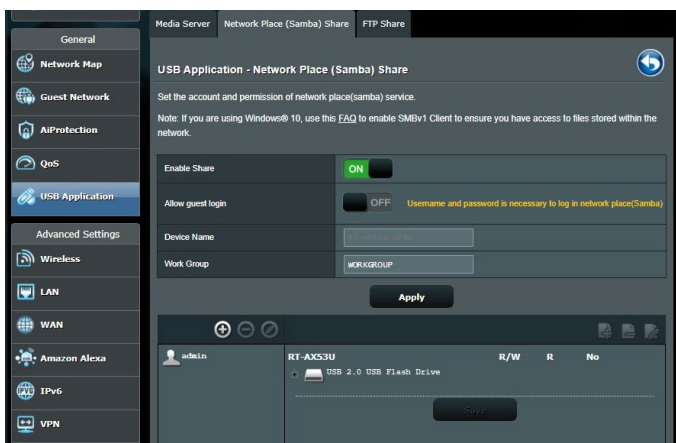 Media Server
Network Place (Samba) Share
FTP Share
General
Network Map
Guest Network
AiProtection
QoS
USB Application
Advanced Settings
Wireless
LAN
WAN
Amazon Alexa
IPv6
VPN
USB Application - Network Place (Samba) Share
Set the account and permission of network place(samba) service.
Note: If you are using Windows® 10, use this FAQ to enable SMBv1 Client to ensure you have access to files stored within the
network.
Enable Share
ON
Allow guest login
OFF
Username and password is necessary to log in network place(Samba)
Device Name
Work Group
WORKGROUP
Apply
admin
RT-AX53U
R/W
R
No
USB 2.0 USB Flash Drive
Save